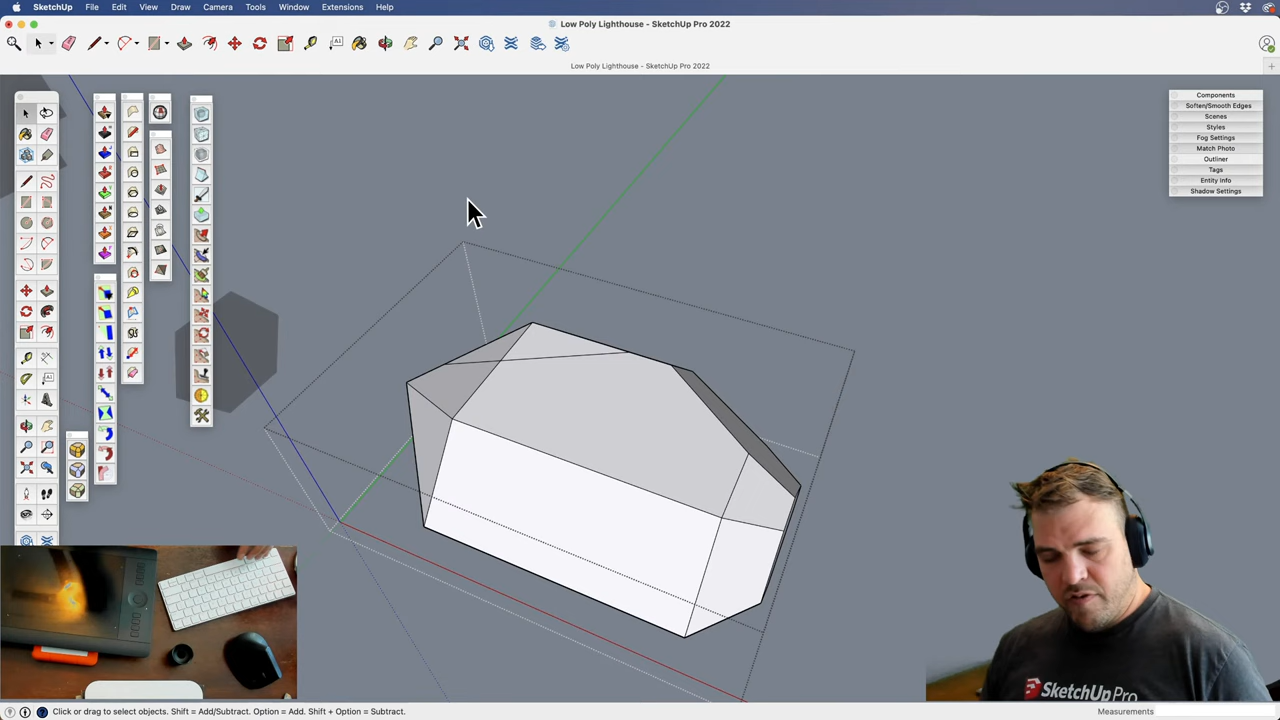 SketchUp File Edit View Draw Camera Tools Window Extensions Help
Low Poly Lighthouse - SketchUp Pro 2022
Low Poly Lighthouse - SketchUp Pro 2022
Components
Soften/Smooth Edges
Scenes
Styles
Fog Settings
Match Photo
Outliner
Tags
Entity Info
Shadow Settings
SketchUp Pro
Click or drag to select objects. Shift = Add/Subtract. Option = Add. Shift + Option = Subtract.
Measurements